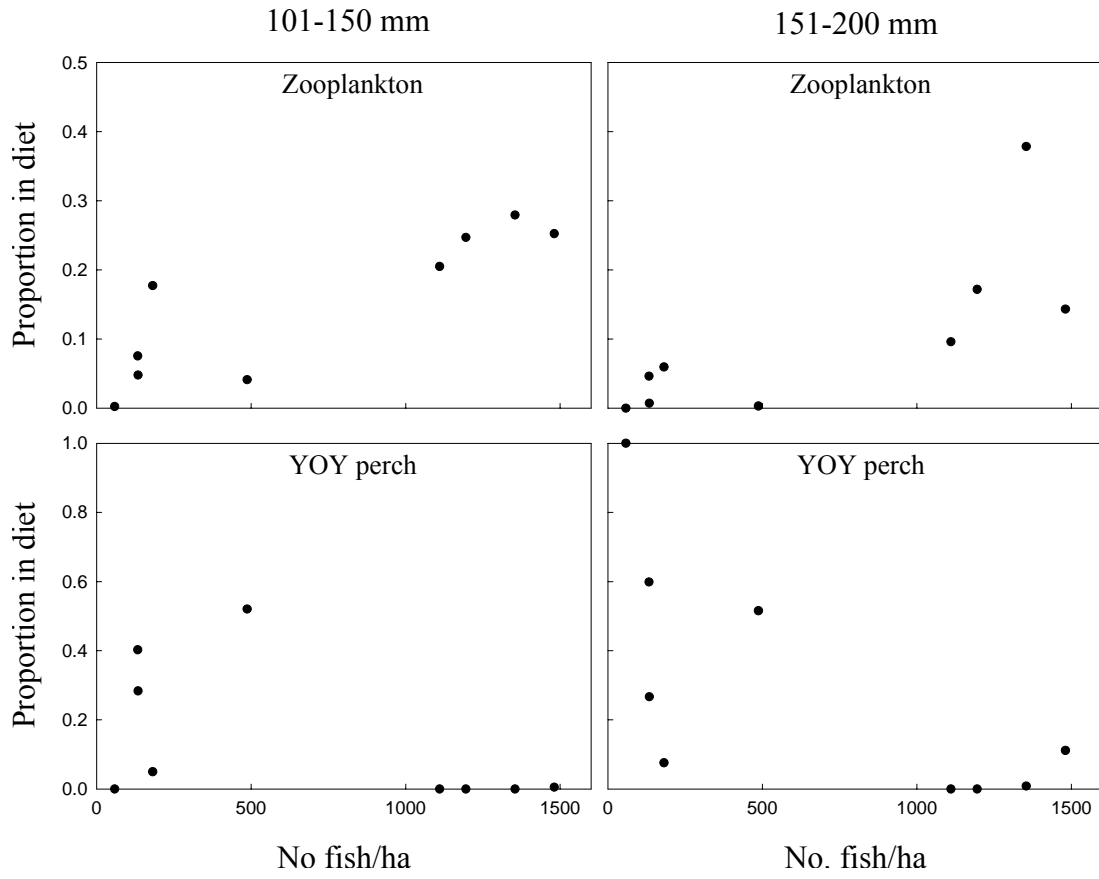 101-150 mm
151-200 mm
Zooplankton
Zooplankton
Proportion in diet
0.5
0.4
0.3
0.2
0.1
0.0
YOY perch
YOY perch
Proportion in diet
1.0
0.8
0.6
0.4
0.2
0.0
0 500 1000 1500
0 500 1000 1500
No fish/ha
No. fish/ha